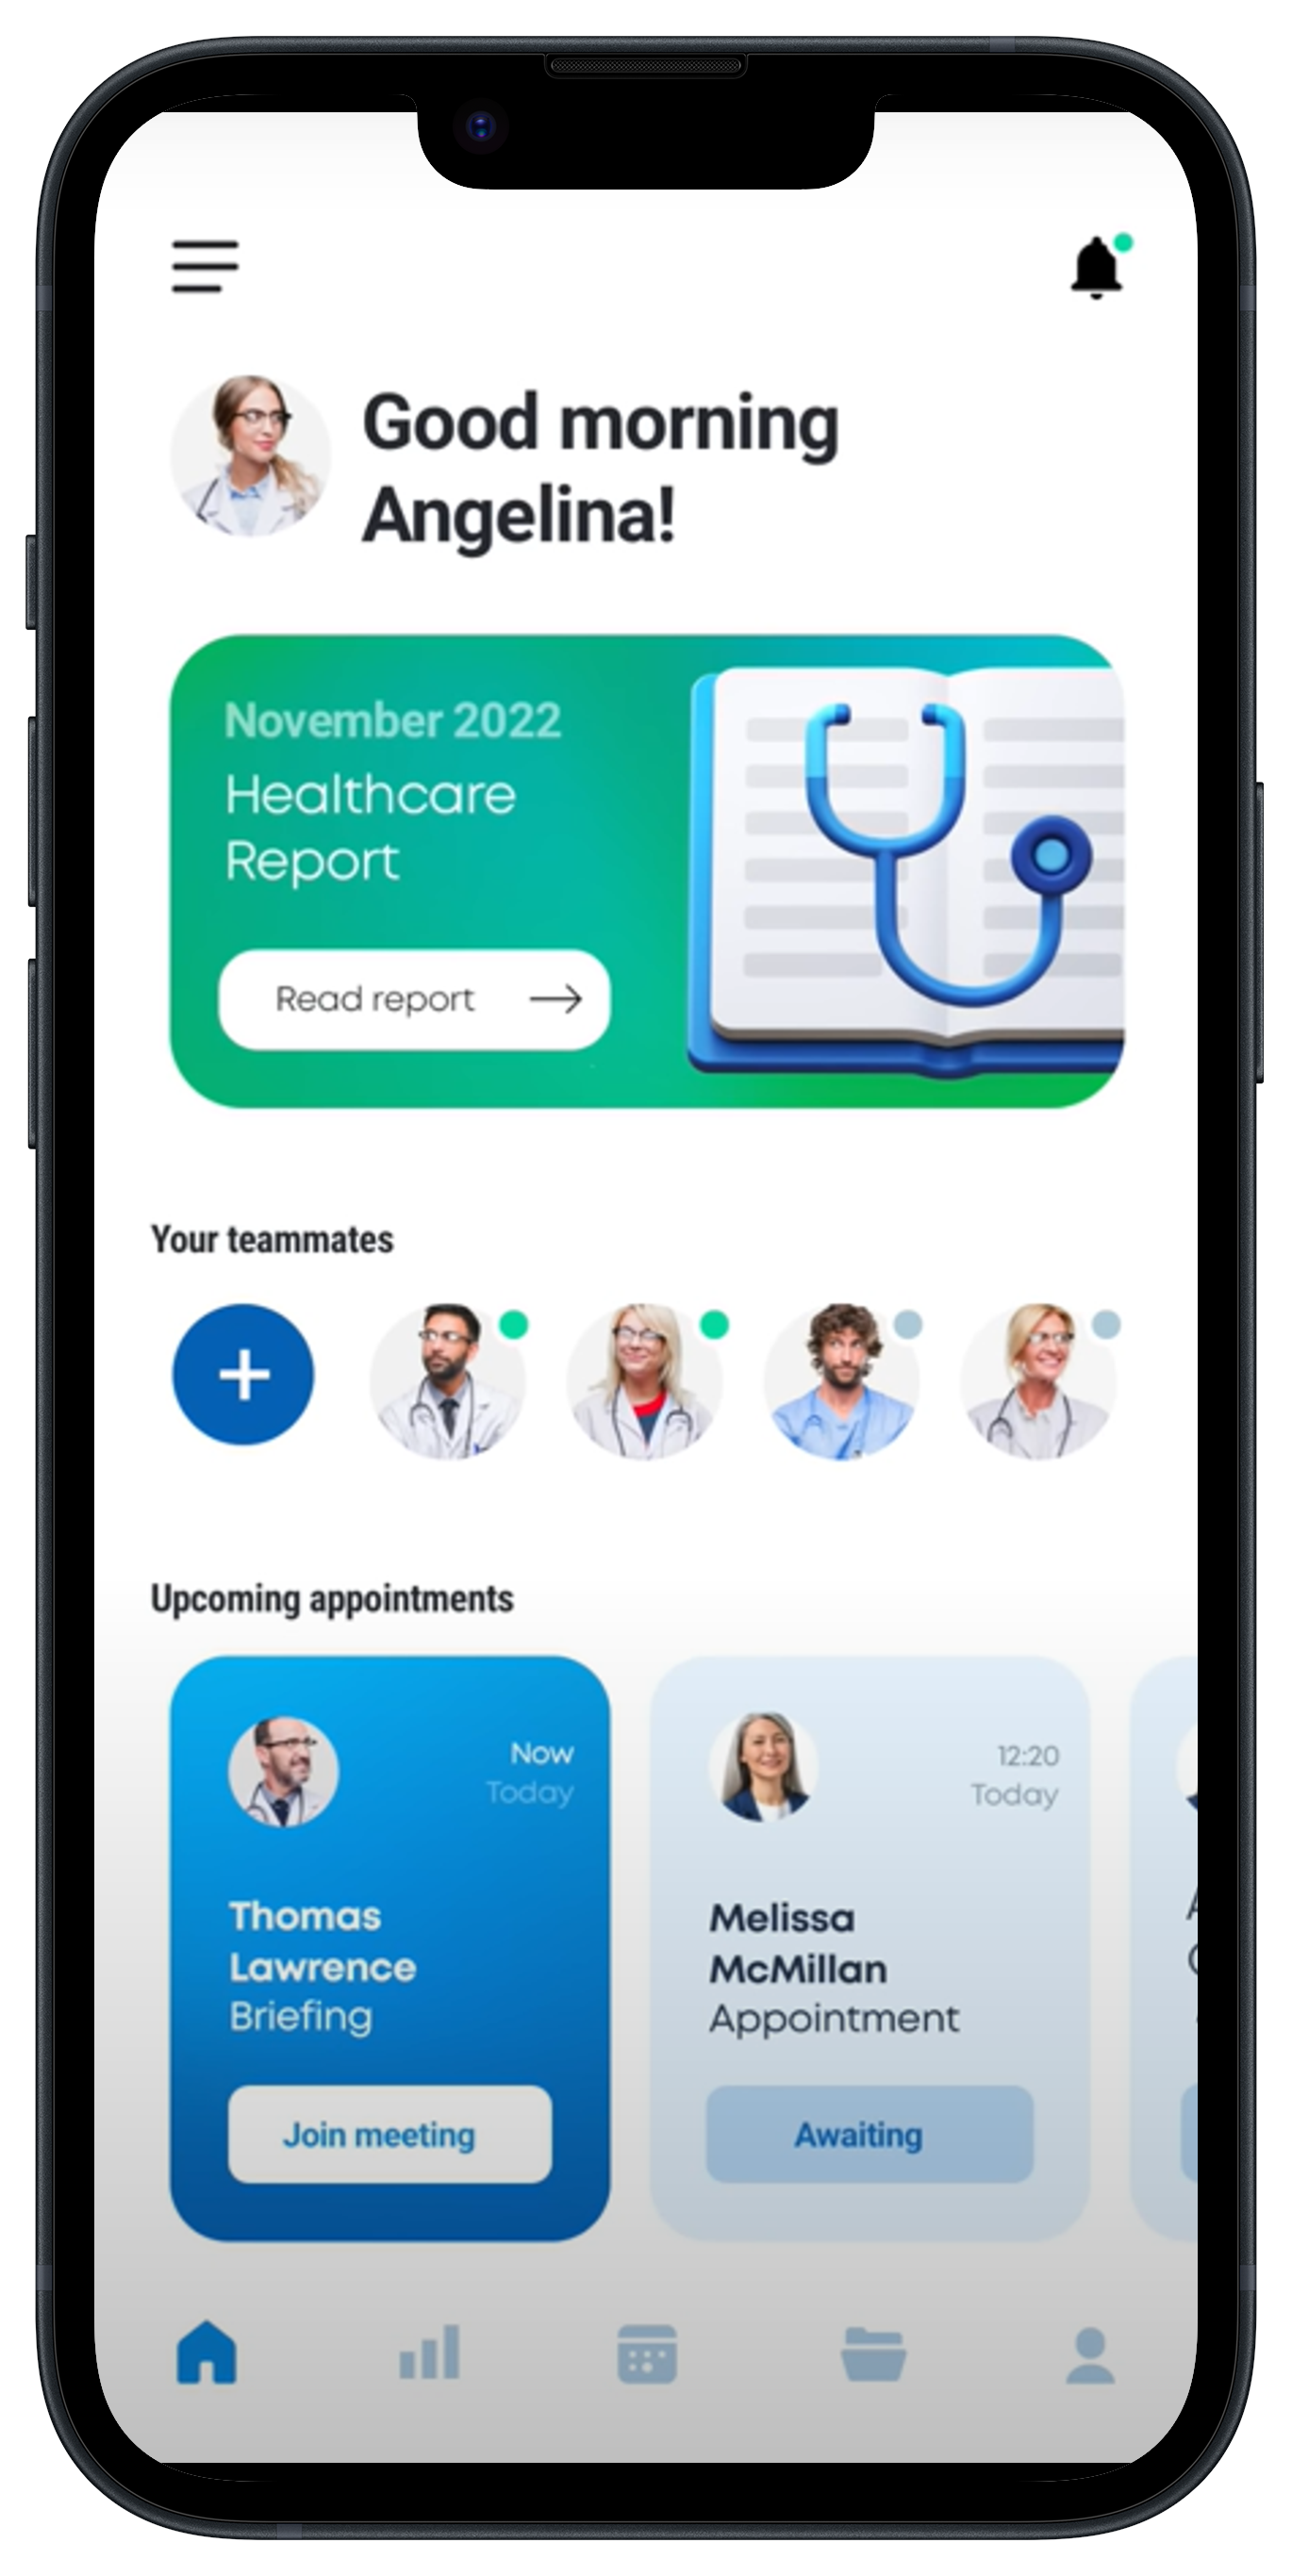 Good morning
Angelina!
November 2022
Healthcare
Report
Read report
Your teammates
Upcoming appointments
Now
Today
Thomas
Lawrence
Briefing
Join meeting
12:20
Today
Melissa
McMillan
Appointment
Awaiting